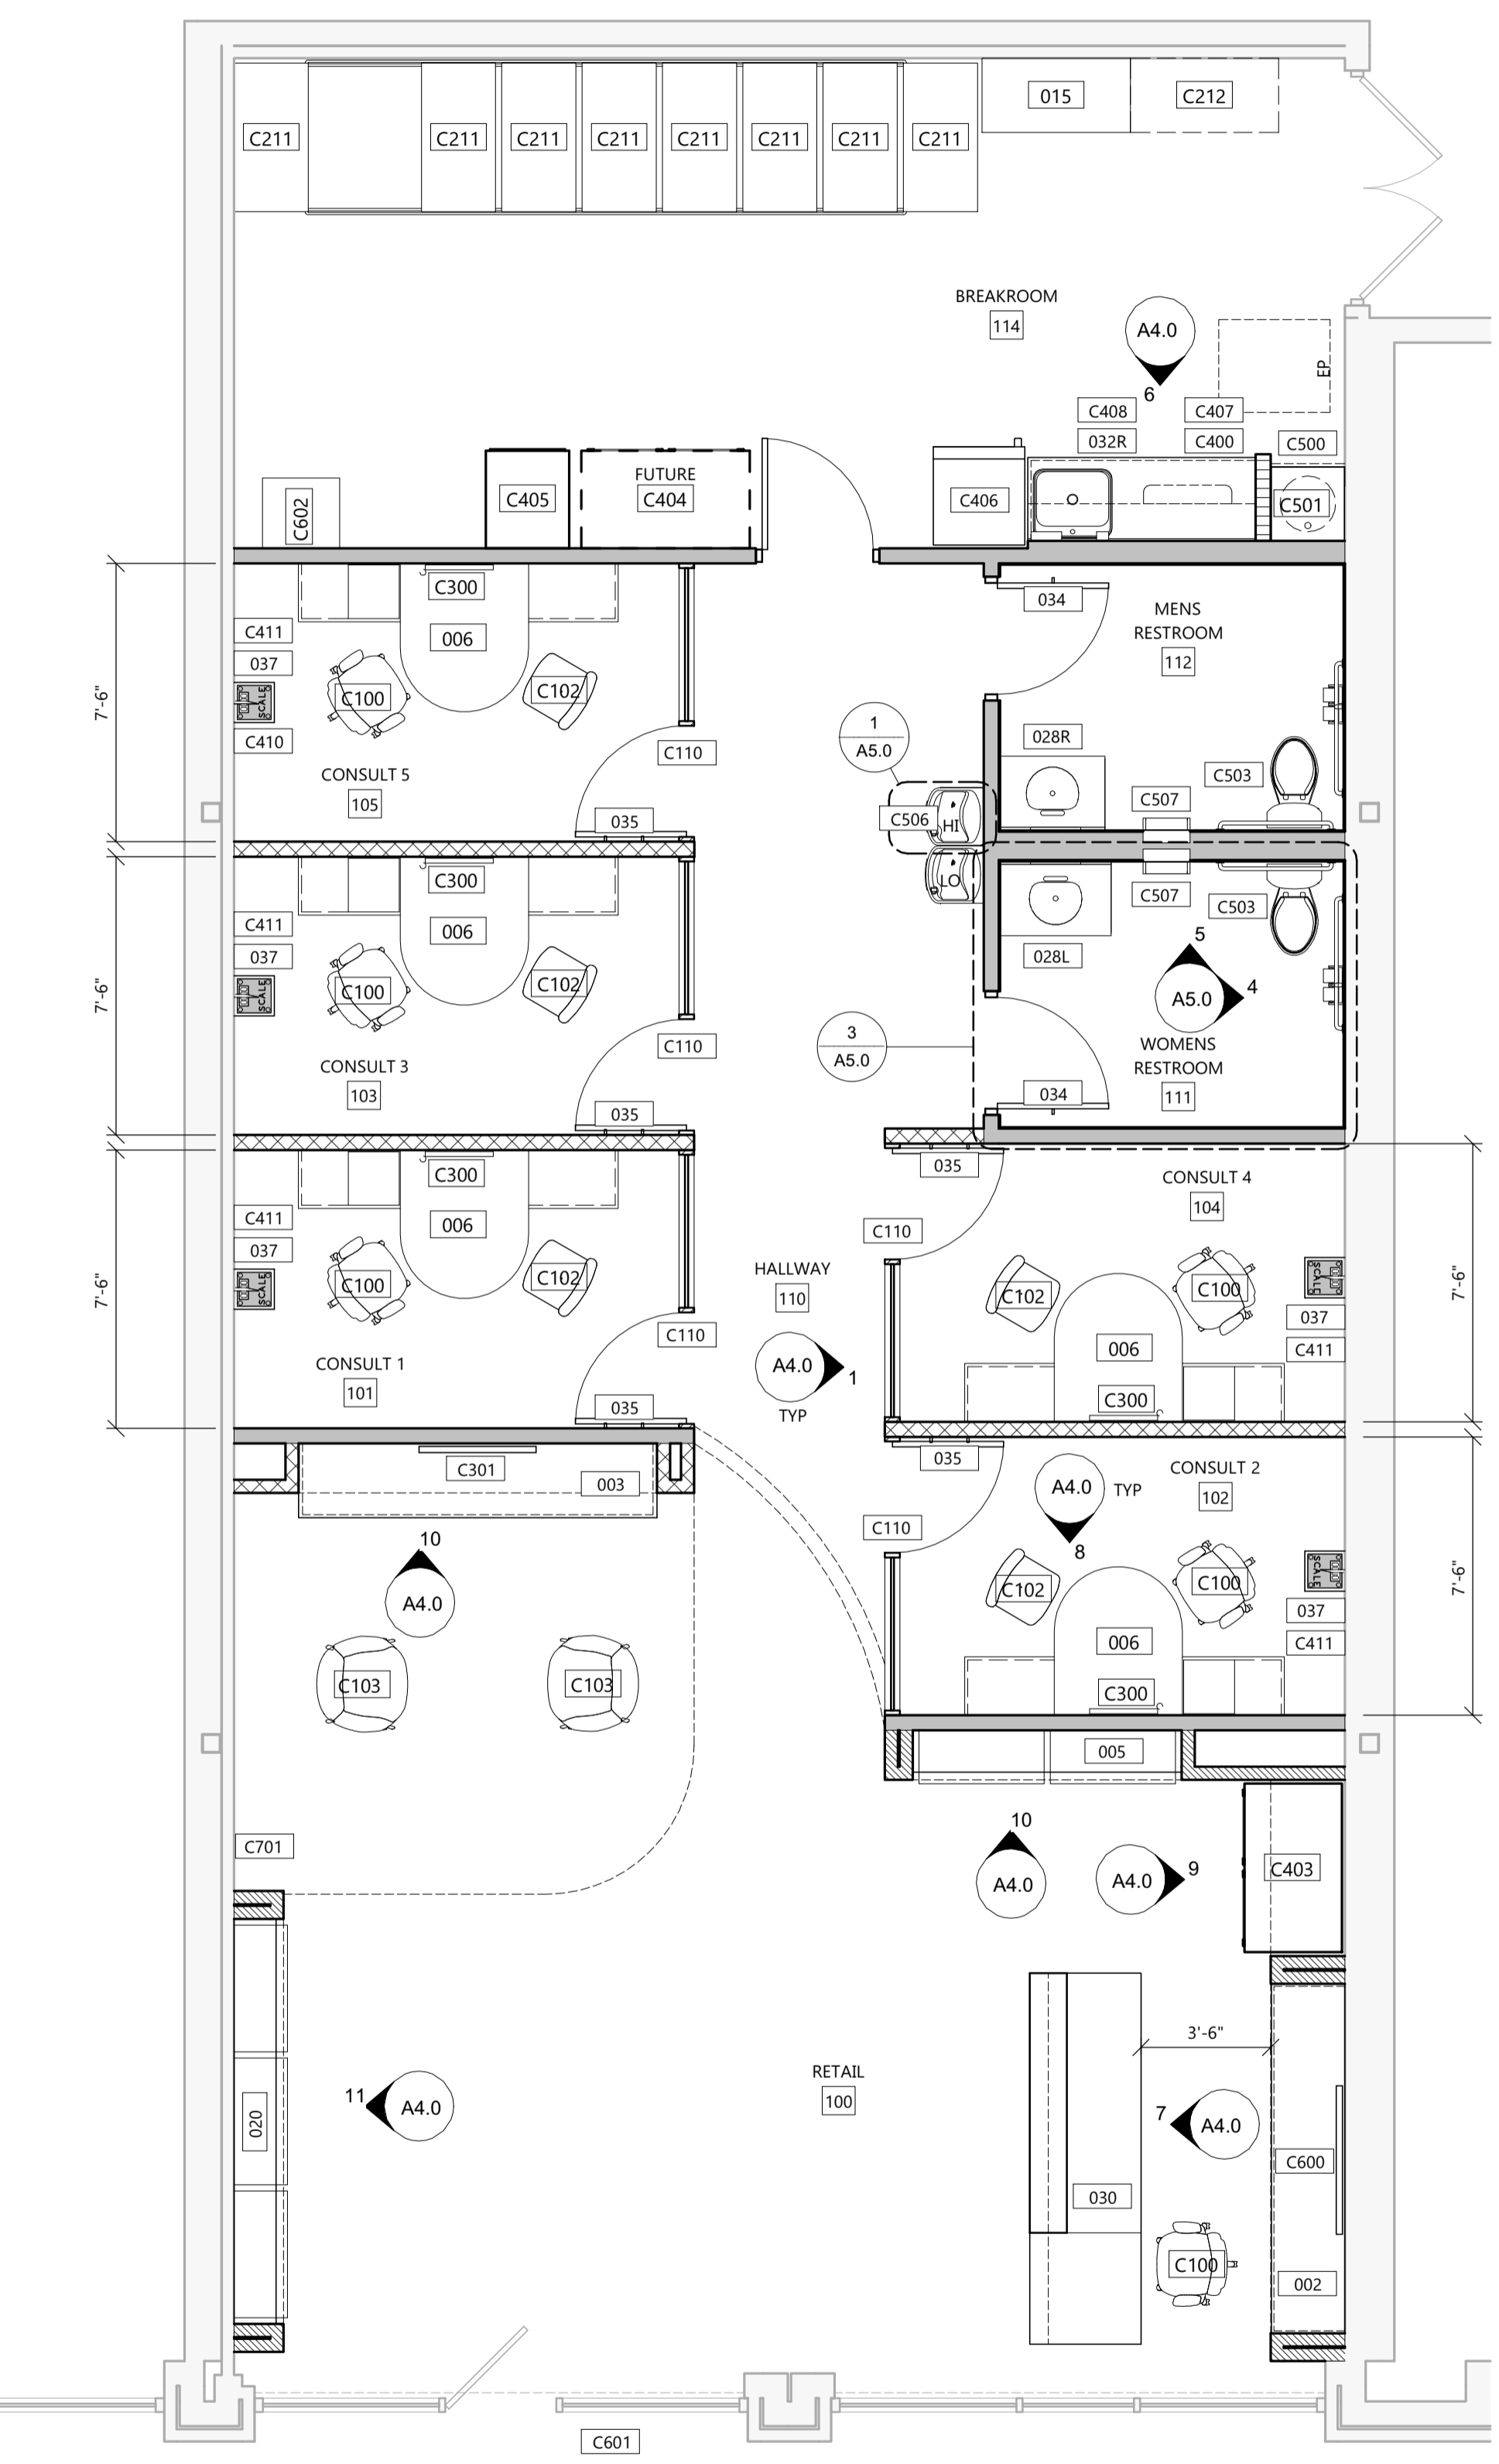 C211
C211
C211
C211
C211
C211
C211
C211
015
C212
BREAKROOM
114
A4.0
6
EP
C408
C407
032R
C400
C500
C602
C405
FUTURE
C404
C406
C501
7'-6"
C300
006
C411
037
SCALE
C410
C100
C102
C110
CONSULT 5
105
035
034
MENS
RESTROOM
112
1
A5.0
028R
C503
C507
C506
HI
LO
7'-6"
C300
006
C411
037
SCALE
C100
C102
C110
CONSULT 3
103
035
C507
C503
028L
5
4
A5.0
3
A5.0
WOMENS
RESTROOM
111
034
7'-6"
C300
006
C411
037
SCALE
C100
C102
C110
CONSULT 1
101
035
HALLWAY
110
A4.0
1
TYP
035
CONSULT 4
104
C110
C102
C100
SCALE
037
C411
006
C300
7'-6"
C301
003
035
A4.0
TYP
8
CONSULT 2
102
C110
C102
C100
SCALE
037
C411
006
C300
7'-6"
10
A4.0
C103
C103
005
C701
10
A4.0
A4.0
9
C403
020
11
A4.0
RETAIL
100
3'-6"
7
A4.0
C600
030
C100
002
C601